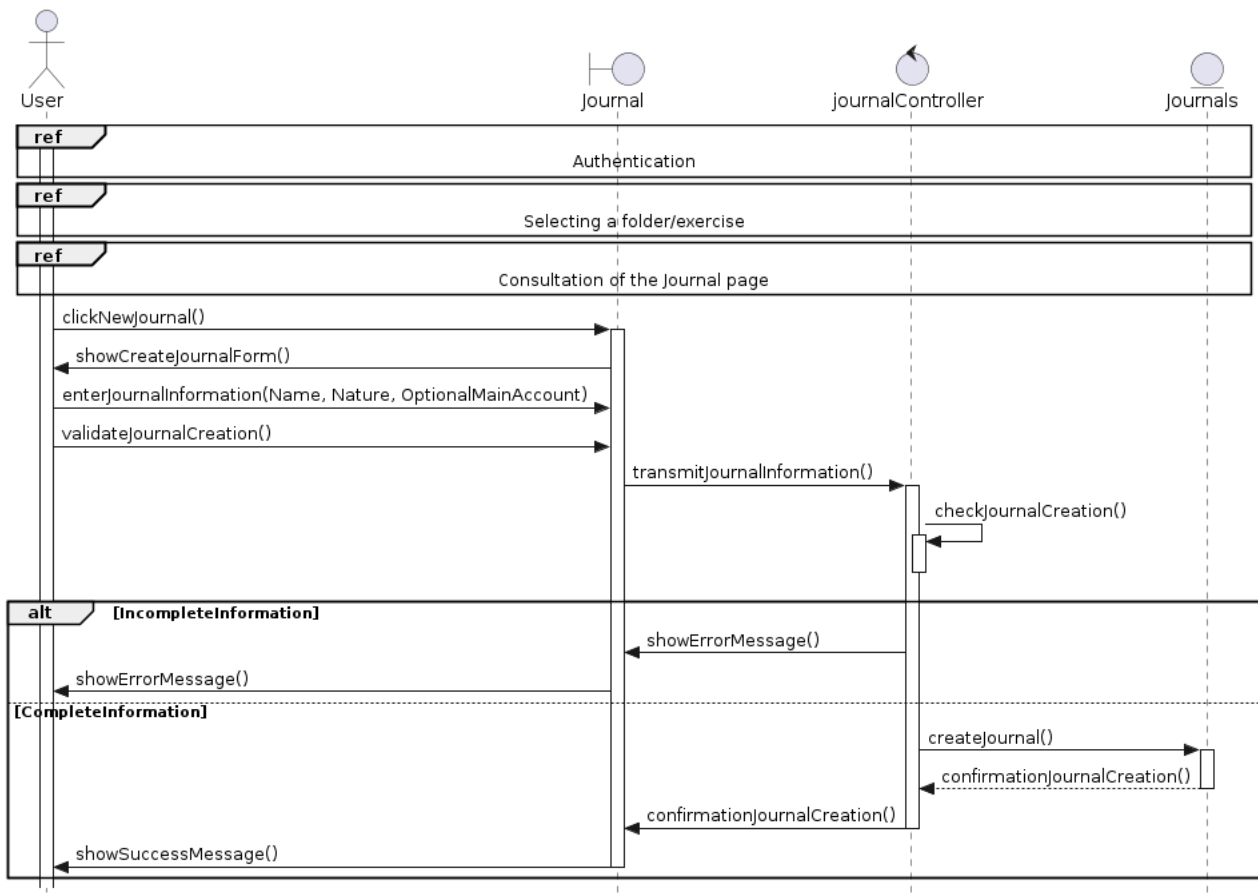 User
Journal
journalController
Journals
ref
Authentication
ref
Selecting a folder/exercise
ref
Consultation of the Journal page
clickNewJournal()
showCreateJournalForm()
enterJournalInformation(Name, Nature, OptionalMainAccount)
validateJournalCreation()
transmitJournalInformation()
checkJournalCreation()
alt
[IncompleteInformation]
showErrorMessage()
showErrorMessage()
[CompleteInformation]
createJournal()
confirmationJournalCreation()
confirmationJournalCreation()
showSuccessMessage()